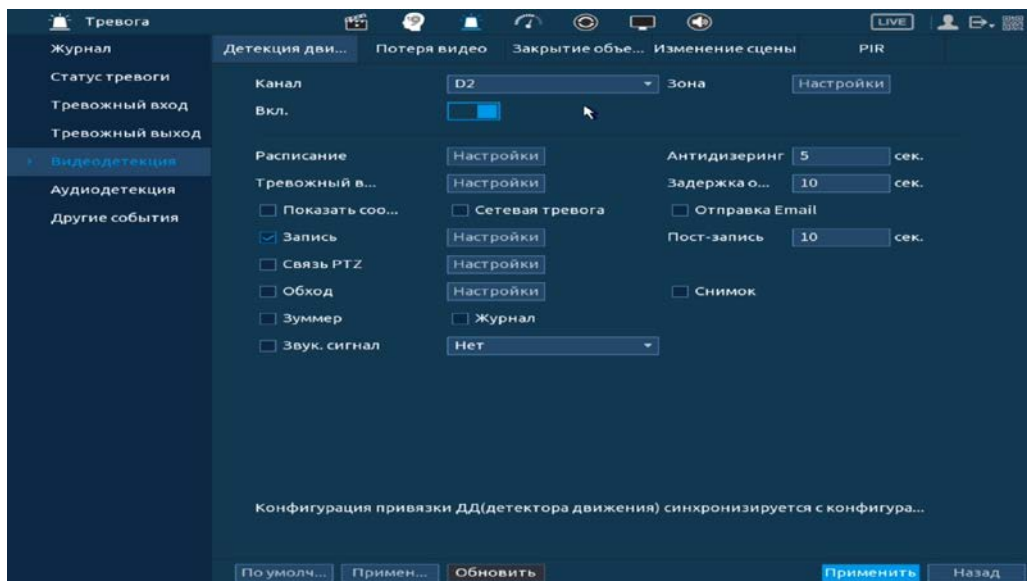 Тревога LIVE
Журнал
Статус тревоги
Тревожный вход
Тревожный выход
Видеодетекция
Аудиодетекция
Другие события
Детекция дви... Потеря видео Закрытие объе... Изменение сцены PIR
Канал D2 Зона Настройки
Вкл.
Расписание Настройки Антидизеринг 5 сек.
Тревожный в... Настройки Задержка о... 10 сек.
Показать соо... Сетевая тревога Отправка Email
Запись Настройки Пост-запись 10 сек.
Связь PTZ Настройки
Обход Настройки Снимок
Зуммер Журнал
Звук. сигнал Нет
Конфигурация привязки ДД(детектора движения) синхронизируется с конфигура...
По умолч... Примен... Обновить Применить Назад